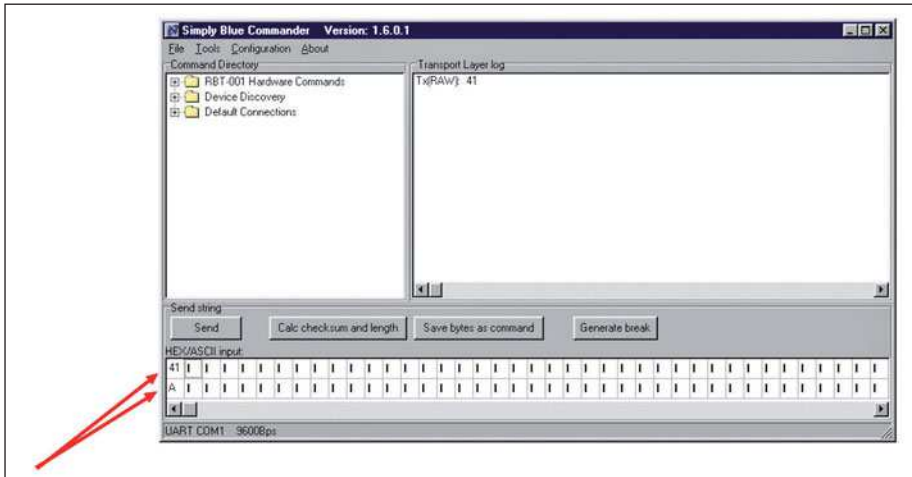 Simply Blue Commander Version: 1.6.0.1
File Tools Configuration About
Command Directory
RBT-001 Hardware Commands
Device Discovery
Default Connections
Transport Layer log
Tx(RAW): 41
Send string
Send Calc checksum and length Save bytes as command Generate break
HEX/ASCII input:
41 I I I I I I I I I I I I I I I I I I I I I I I I I I I I I I I I I I I I I I I
A I I I I I I I I I I I I I I I I I I I I I I I I I I I I I I I I I I I I I I I
UART COM1 9600Bps